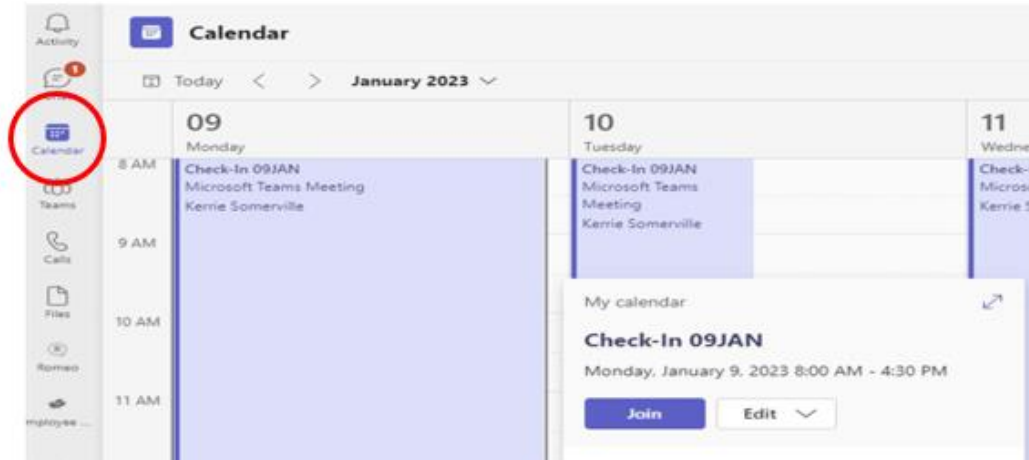 Activity
Calendar
1
Today
January 2023
Calendar
09
Monday
10
Tuesday
11
8 AM
Check-In 09JAN
Microsoft Teams Meeting
Kerrie Somerville
Check-In 09JAN
Microsoft Teams
Meeting
Kerrie Somerville
Check-
Micros
Kerrie
Teams
9 AM
Calls
Files
10 AM
Romeo
11 AM
mployee ...
My calendar
Check-In 09JAN
Monday, January 9, 2023 8:00 AM - 4:30 PM
Join
Edit